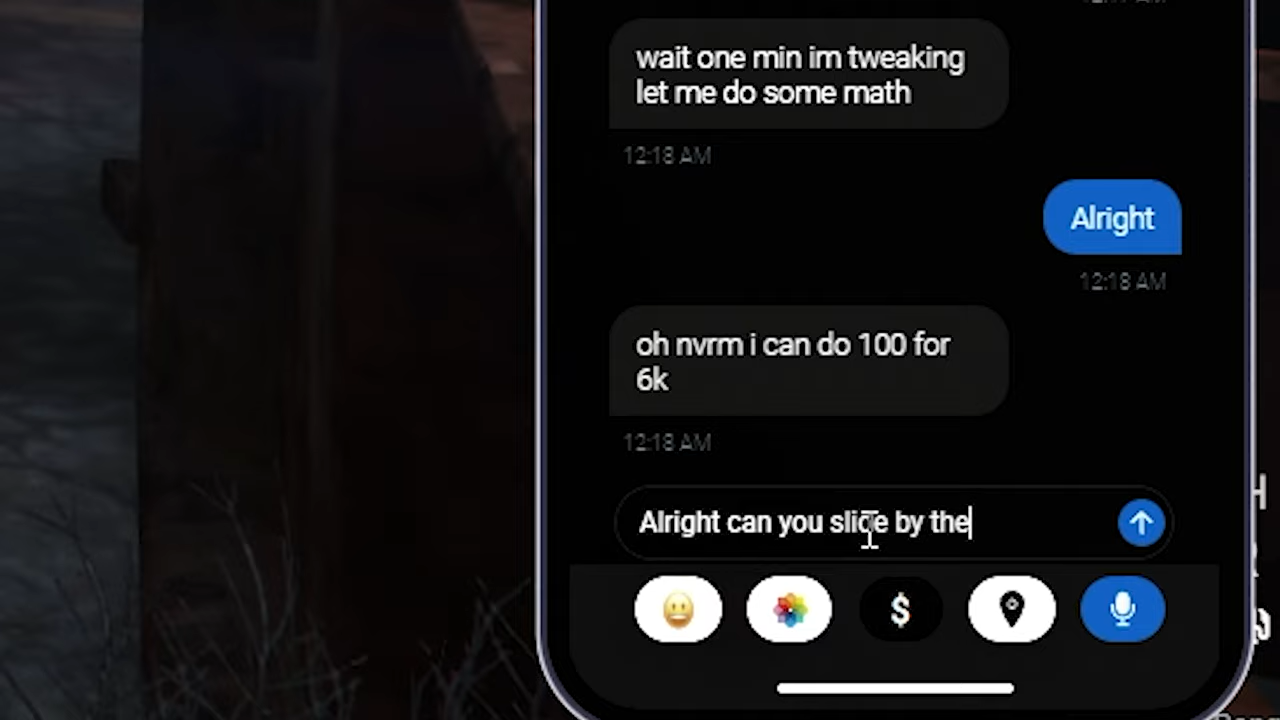 wait one min im tweaking
let me do some math
12:18 AM
Alright
12:18 AM
oh nvrm i can do 100 for
6k
12:18 AM
Alright can you slide by the
$